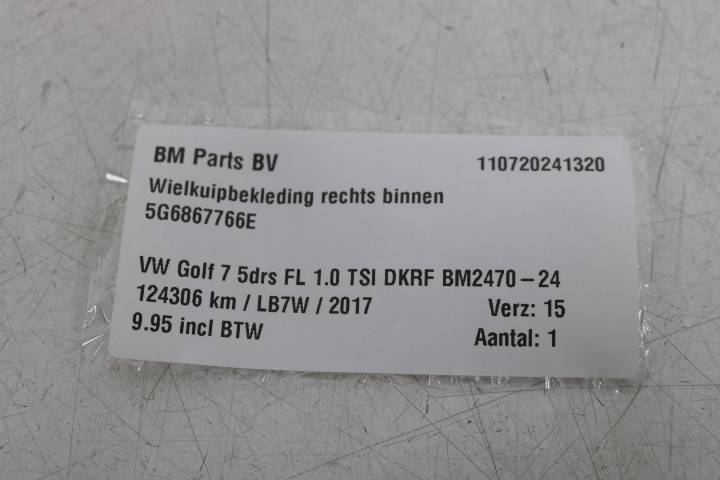 BM Parts BV 110720241320
Wielkuipbekleding rechts binnen
5G6867766E
VW Golf 7 5drs FL 1.0 TSI DKRF BM2470-24
124306 km / LB7W / 2017 Verz: 15
9.95 incl BTW Aantal: 1